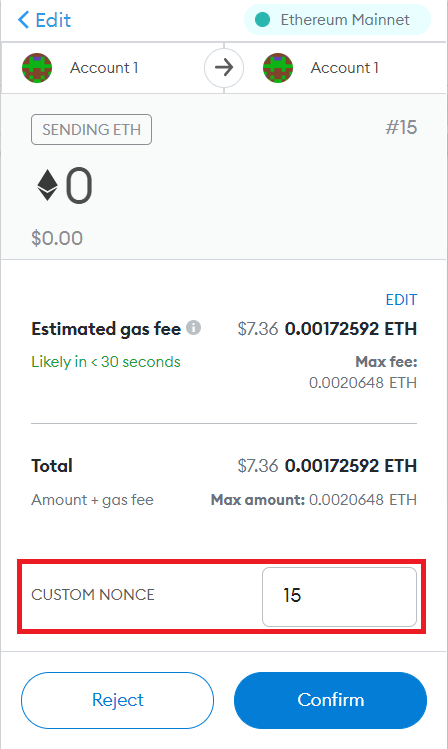 Edit
Ethereum Mainnet
Account 1
Account 1
SENDING ETH
#15
0
$0.00
EDIT
Estimated gas fee $7.36 0.00172592 ETH
Likely in < 30 seconds Max fee:
0.0020648 ETH
Total $7.36 0.00172592 ETH
Amount + gas fee Max amount: 0.0020648 ETH
CUSTOM NONCE 15
Reject
Confirm